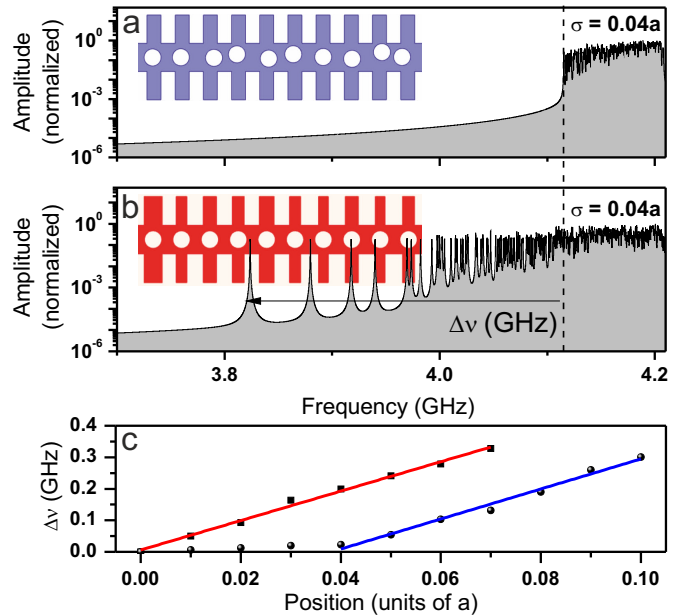 a
σ = 0.04a
Amplitude
(normalized)
10^0
10^-3
10^-6
b
σ = 0.04a
Amplitude
(normalized)
10^0
10^-3
10^-6
Δν (GHz)
3.8
4.0
4.2
Frequency (GHz)
c
Δν (GHz)
0.4
0.3
0.2
0.1
0.0
0.00
0.02
0.04
0.06
0.08
0.10
Position (units of a)